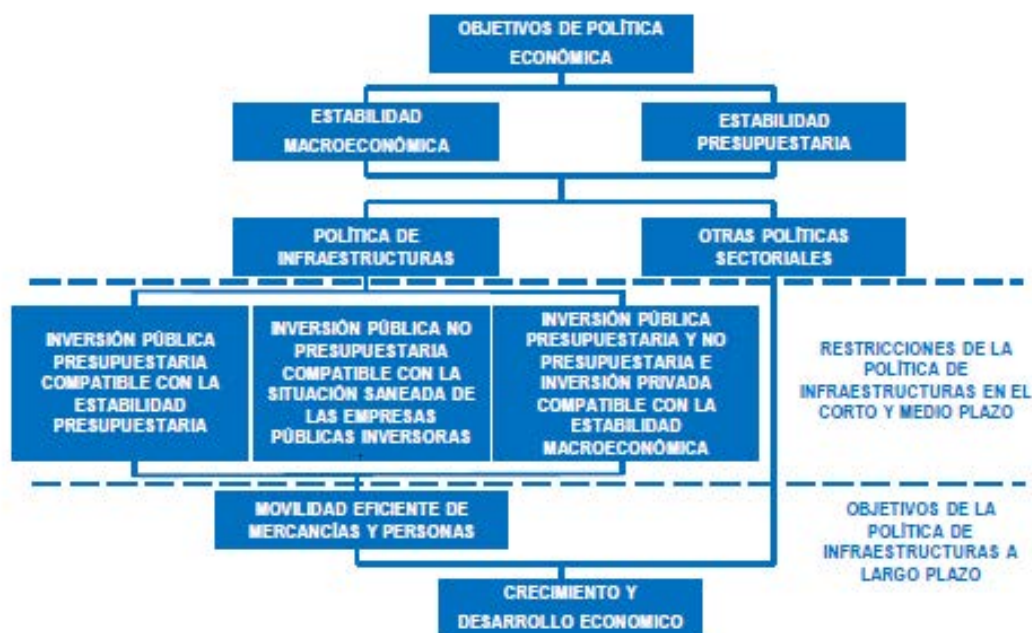 OBJETIVOS DE POLÍTICA
ECONÓMICA
ESTABILIDAD
MACROECONÓMICA
ESTABILIDAD
PRESUPUESTARIA
POLÍTICA DE
INFRAESTRUCTURAS
OTRAS POLÍTICAS
SECTORIALES
INVERSIÓN PÚBLICA
PRESUPUESTARIA
COMPATIBLE CON LA
ESTABILIDAD
PRESUPUESTARIA
INVERSIÓN PÚBLICA NO
PRESUPUESTARIA
COMPATIBLE CON LA
SITUACIÓN SANEADA DE
LAS EMPRESAS
PÚBLICAS INVERSORAS
.
INVERSIÓN PÚBLICA
PRESUPUESTARIA Y NO
PRESUPUESTARIA E
INVERSIÓN PRIVADA
COMPATIBLE CON LA
ESTABILIDAD
MACROECONÓMICA
RESTRICCIONES DE LA
POLÍTICA DE
INFRAESTRUCTURAS EN EL
CORTO Y MEDIO PLAZO
MOVILIDAD EFICIENTE DE
MERCANCÍAS Y PERSONAS
OBJETIVOS DE LA
POLÍTICA DE
INFRAESTRUCTURAS A
LARGO PLAZO
CRECIMIENTO Y
DESARROLLO ECONOMICO